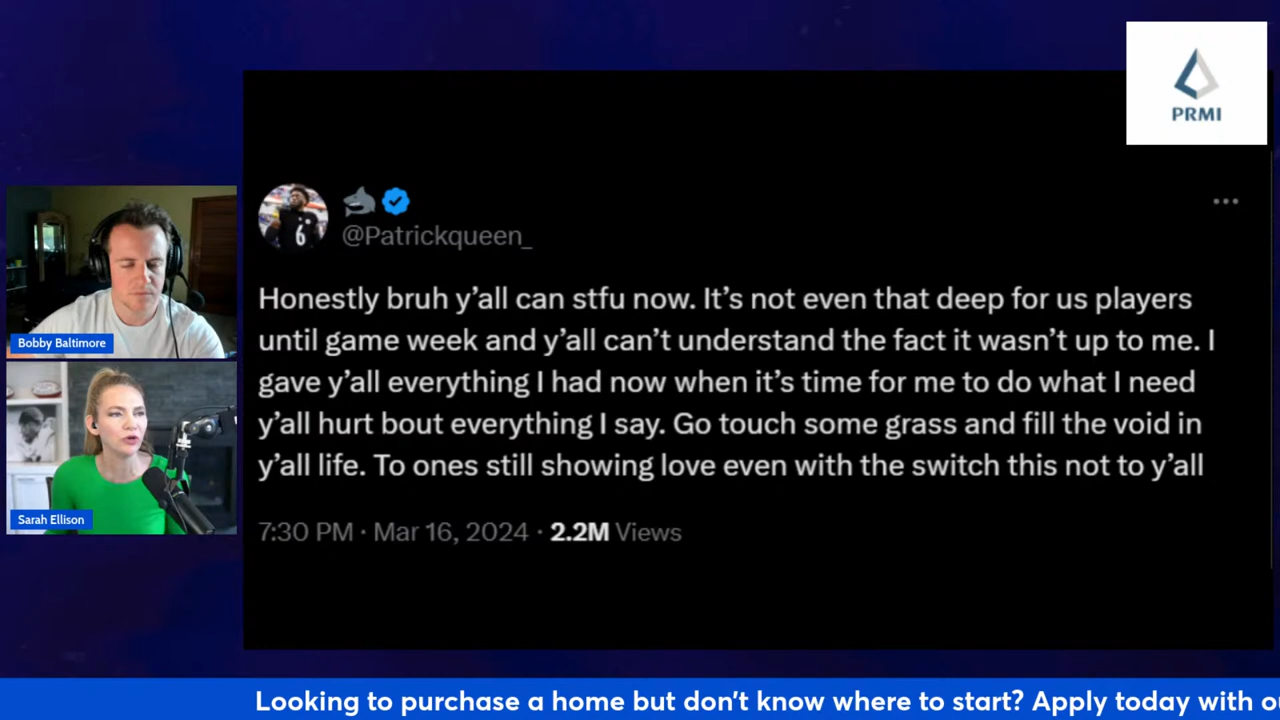 PRMI
@Patrickqueen_
6
Honestly bruh y’all can stfu now. It’s not even that deep for us players
until game week and y’all can’t understand the fact it wasn’t up to me. I
gave y’all everything I had now when it’s time for me to do what I need
y’all hurt bout everything I say. Go touch some grass and fill the void in
y’all life. To ones still showing love even with the switch this not to y’all
7:30 PM · Mar 16, 2024 · 2.2M Views
Bobby Baltimore
Sarah Ellison
Looking to purchase a home but don't know where to start? Apply today with